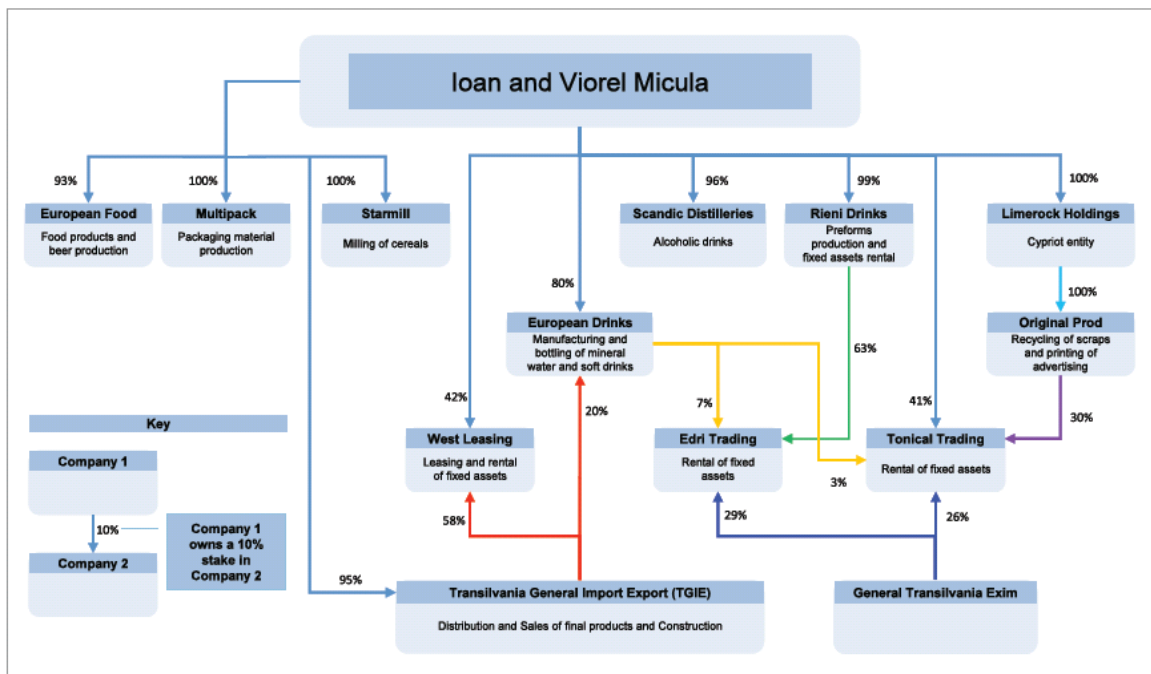 Ioan and Viorel Micula
93%
100%
100%
96%
99%
100%
European Food
Food products and
beer production
Multipack
Packaging material
production
Starmill
Milling of cereals
Scandic Distilleries
Alcoholic drinks
Rieni Drinks
Preforms
production and
fixed assets rental
Limerock Holdings
Cypriot entity
80%
100%
European Drinks
Manufacturing and
bottling of mineral
water and soft drinks
Original Prod
Recycling of scraps
and printing of
advertising
63%
42%
20%
7%
41%
30%
West Leasing
Leasing and rental
of fixed assets
Edri Trading
Rental of fixed
assets
Tonical Trading
Rental of fixed assets
3%
58%
29%
26%
Key
Company 1
10%
Company 2
Company 1
owns a 10%
stake in
Company 2
95%
Transilvania General Import Export (TGIE)
Distribution and Sales of final products and Construction
General Transilvania Exim